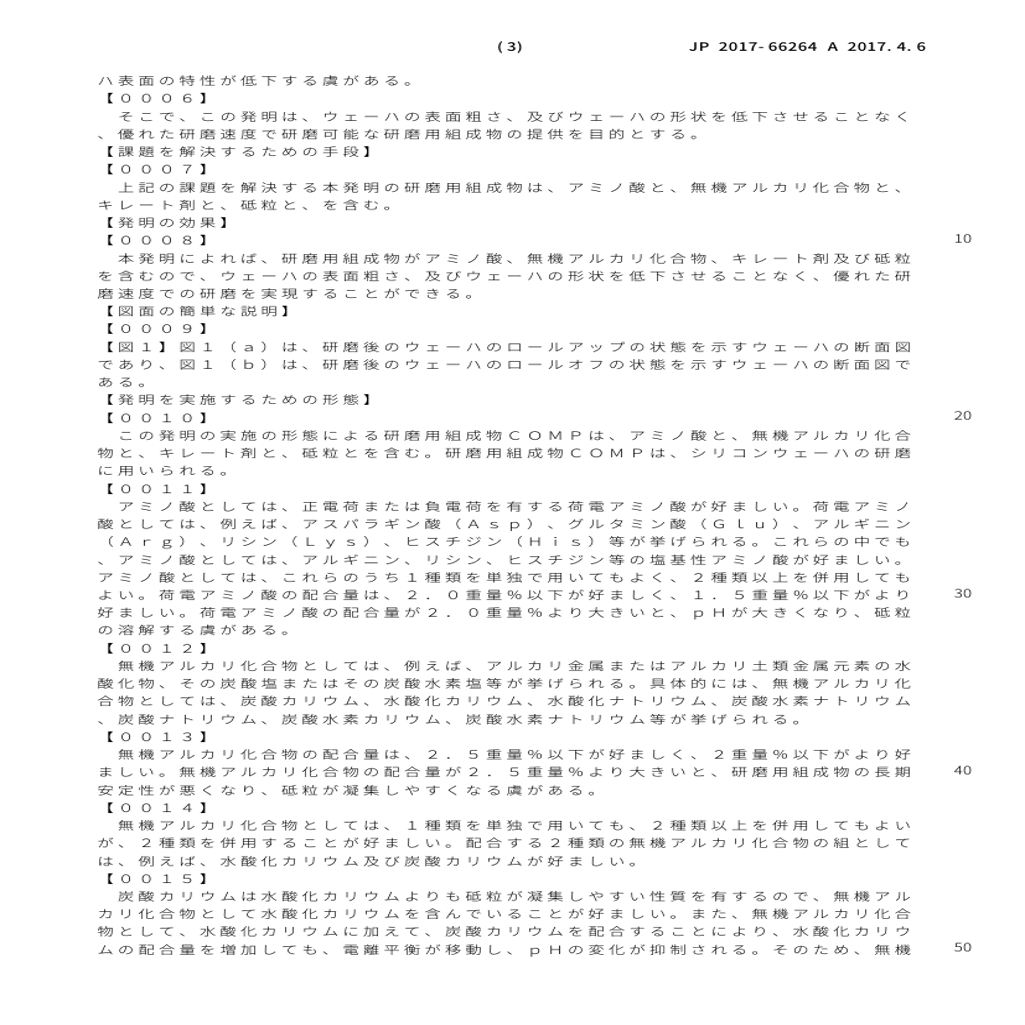 (3)
JP 2017-66264 A 2017.4.6
ハ表面の特性が低下する虞がある。
【０００６】
　そこで、この発明は、ウェーハの表面粗さ、及びウェーハの形状を低下させることなく
、優れた研磨速度で研磨可能な研磨用組成物の提供を目的とする。
【課題を解決するための手段】
【０００７】
　上記の課題を解決する本発明の研磨用組成物は、アミノ酸と、無機アルカリ化合物と、
キレート剤と、砥粒と、を含む。
【発明の効果】
【０００８】
10
　本発明によれば、研磨用組成物がアミノ酸、無機アルカリ化合物、キレート剤及び砥粒
を含むので、ウェーハの表面粗さ、及びウェーハの形状を低下させることなく、優れた研
磨速度での研磨を実現することができる。
【図面の簡単な説明】
【０００９】
【図１】図１（ａ）は、研磨後のウェーハのロールアップの状態を示すウェーハの断面図
であり、図１（ｂ）は、研磨後のウェーハのロールオフの状態を示すウェーハの断面図で
ある。
【発明を実施するための形態】
【００１０】
20
　この発明の実施の形態による研磨用組成物ＣＯＭＰは、アミノ酸と、無機アルカリ化合
物と、キレート剤と、砥粒とを含む。研磨用組成物ＣＯＭＰは、シリコンウェーハの研磨
に用いられる。
【００１１】
　アミノ酸としては、正電荷または負電荷を有する荷電アミノ酸が好ましい。荷電アミノ
酸としては、例えば、アスパラギン酸（Ａｓｐ）、グルタミン酸（Ｇｌｕ）、アルギニン
（Ａｒｇ）、リシン（Ｌｙｓ）、ヒスチジン（Ｈｉｓ）等が挙げられる。これらの中でも
、アミノ酸としては、アルギニン、リシン、ヒスチジン等の塩基性アミノ酸が好ましい。
アミノ酸としては、これらのうち１種類を単独で用いてもよく、２種類以上を併用しても
よい。荷電アミノ酸の配合量は、２．０重量％以下が好ましく、１．５重量％以下がより
30
好ましい。荷電アミノ酸の配合量が２．０重量％より大きいと、ｐＨが大きくなり、砥粒
の溶解する虞がある。
【００１２】
　無機アルカリ化合物としては、例えば、アルカリ金属またはアルカリ土類金属元素の水
酸化物、その炭酸塩またはその炭酸水素塩等が挙げられる。具体的には、無機アルカリ化
合物としては、炭酸カリウム、水酸化カリウム、水酸化ナトリウム、炭酸水素ナトリウム
、炭酸ナトリウム、炭酸水素カリウム、炭酸水素ナトリウム等が挙げられる。
【００１３】
　無機アルカリ化合物の配合量は、２．５重量％以下が好ましく、２重量％以下がより好
ましい。無機アルカリ化合物の配合量が２．５重量％より大きいと、研磨用組成物の長期
40
安定性が悪くなり、砥粒が凝集しやすくなる虞がある。
【００１４】
　無機アルカリ化合物としては、１種類を単独で用いても、２種類以上を併用してもよい
が、２種類を併用することが好ましい。配合する２種類の無機アルカリ化合物の組として
は、例えば、水酸化カリウム及び炭酸カリウムが好ましい。
【００１５】
　炭酸カリウムは水酸化カリウムよりも砥粒が凝集しやすい性質を有するので、無機アル
カリ化合物として水酸化カリウムを含んでいることが好ましい。また、無機アルカリ化合
物として、水酸化カリウムに加えて、炭酸カリウムを配合することにより、水酸化カリウ
ムの配合量を増加しても、電離平衡が移動し、ｐＨの変化が抑制される。そのため、無機
50